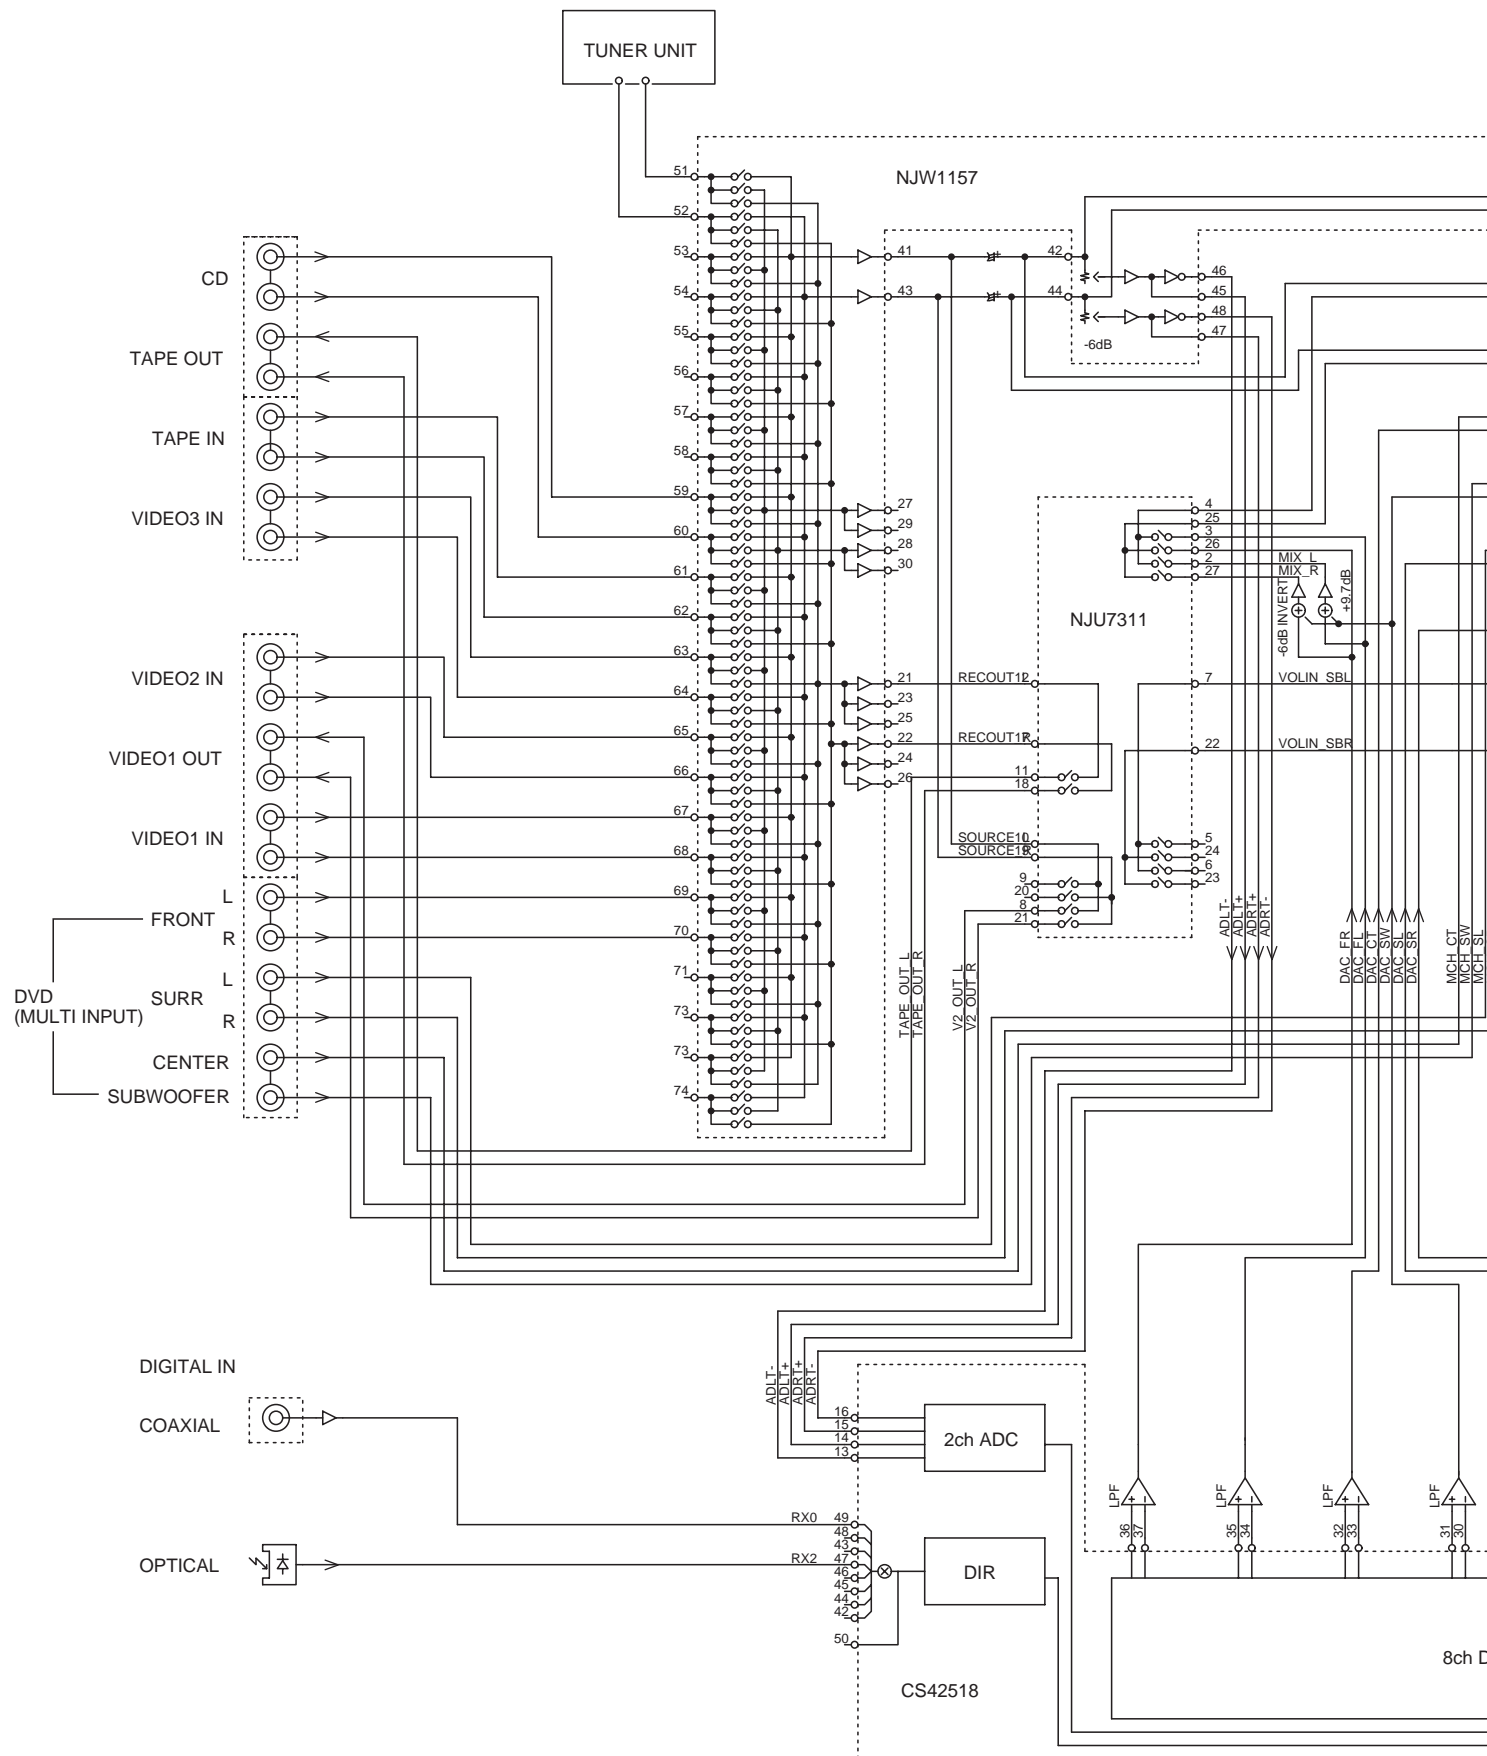 TUNER UNIT
NJW1157
51
52
53
54
55
56
57
58
59
60
61
62
63
64
65
66
67
68
69
70
71
73
73
74
CD
TAPE OUT
TAPE IN
VIDEO3 IN
VIDEO2 IN
VIDEO1 OUT
VIDEO1 IN
L
FRONT
R
L
DVD
(MULTI INPUT)
SURR
R
CENTER
SUBWOOFER
41
43
42
44
46
45
48
47
-6dB
27
29
28
30
21
23
25
22
24
26
NJU7311
4
25
3
26
2
27
MIX_L
MIX_R
-6dB INVERT
+9.7dB
7
VOLIN_SBL
22
VOLIN_SBR
RECOUT12
RECOUT17
11
18
SOURCE10
SOURCE19
9
20
8
21
5
24
6
23
TAPE_OUT_L
TAPE_OUT_R
V2_OUT_L
V2_OUT_R
ADLT-
ADLT+
ADRT+
ADRT-
DAC_FR
DAC_FL
DAC_CT
DAC_SW
DAC_SL
DAC_SR
MCH_CT
MCH_SW
MCH_SL
DIGITAL IN
COAXIAL
OPTICAL
ADLT-
ADLT+
ADRT+
ADRT-
16
15
14
13
2ch ADC
RX0
49
48
43
RX2
47
46
45
44
42
50
DIR
CS42518
LPF
+
−
36
37
LPF
+
−
35
34
LPF
+
−
32
33
LPF
+
−
31
30
8ch D